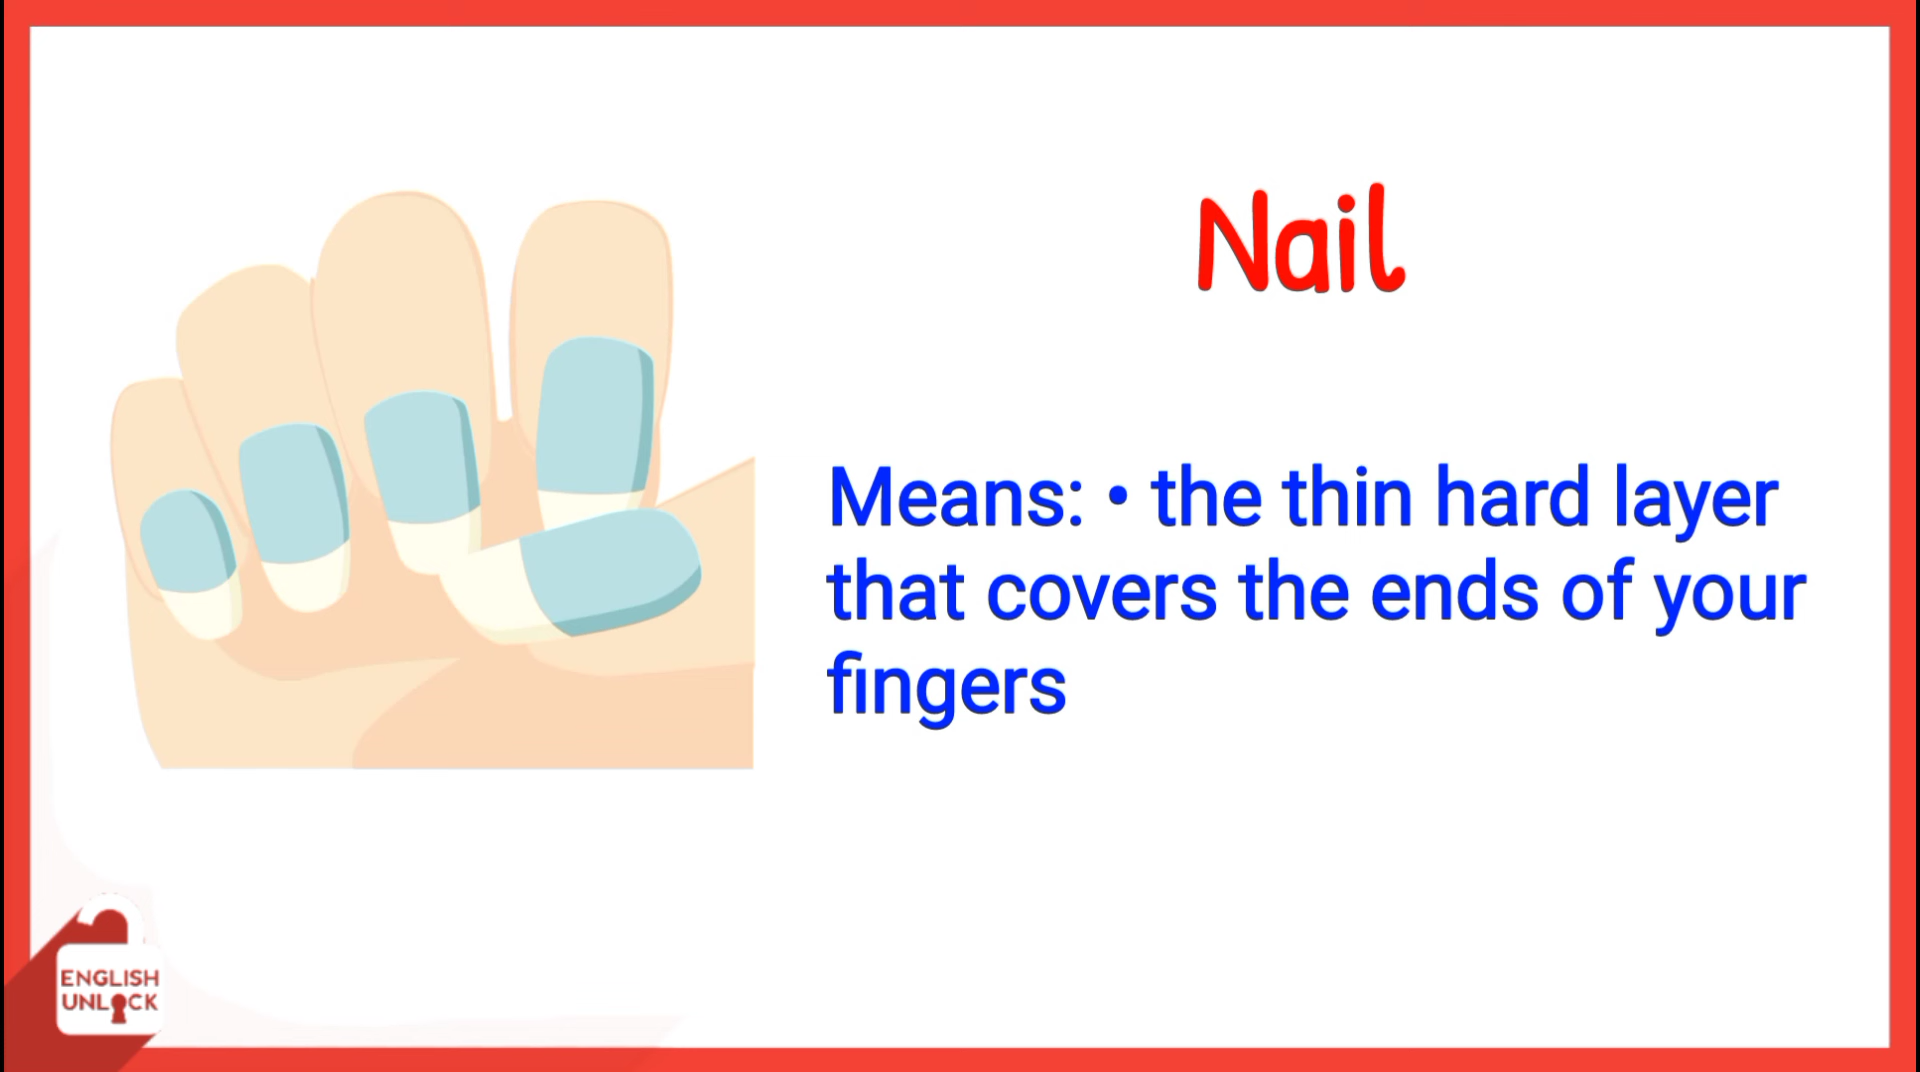 Nail
Means: • the thin hard layer
that covers the ends of your
fingers
ENGLISH
UNLOCK